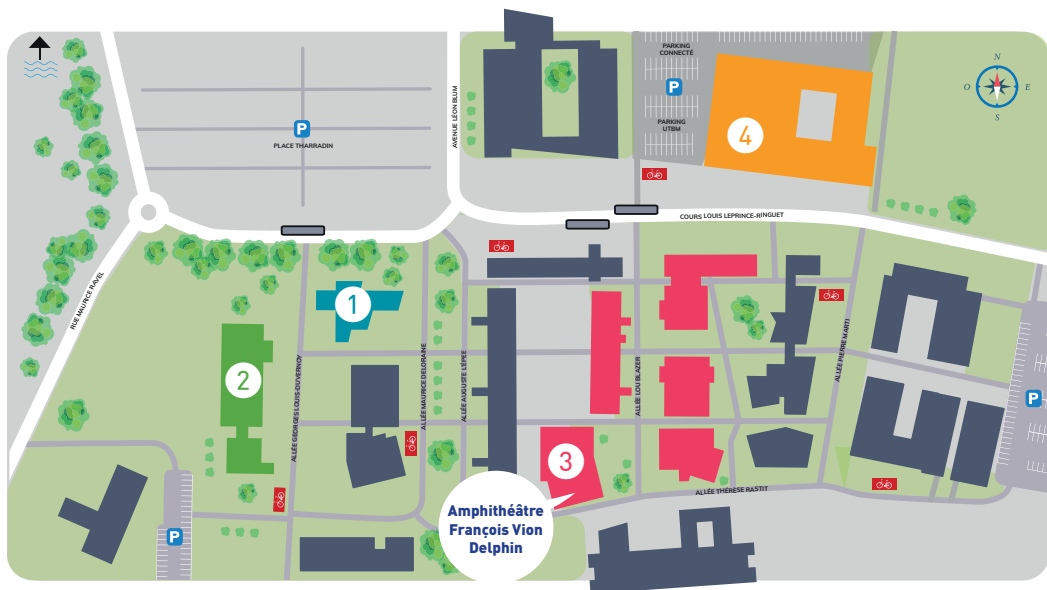 PARKING
CONNECTÉ
P
PARKING
UTBM
4
N
O
E
S
AVENUE LÉON BLUM
P
PLACE THARRADIN
COURS LOUIS LEPRINCE-RINGUET
RUE MAURICE RAVEL
1
2
ALLÉE GEORGES LOUIS-DUVERNOY
ALLÉE MAURICE DELORAINE
ALLÉE AUGUSTE L'ÉPÉE
ALLÉE LOU BLAZER
ALLÉE PIERRE MARTI
P
3
ALLÉE THÉRÈSE RASTIT
Amphithéâtre
François Vion
Delphin
P